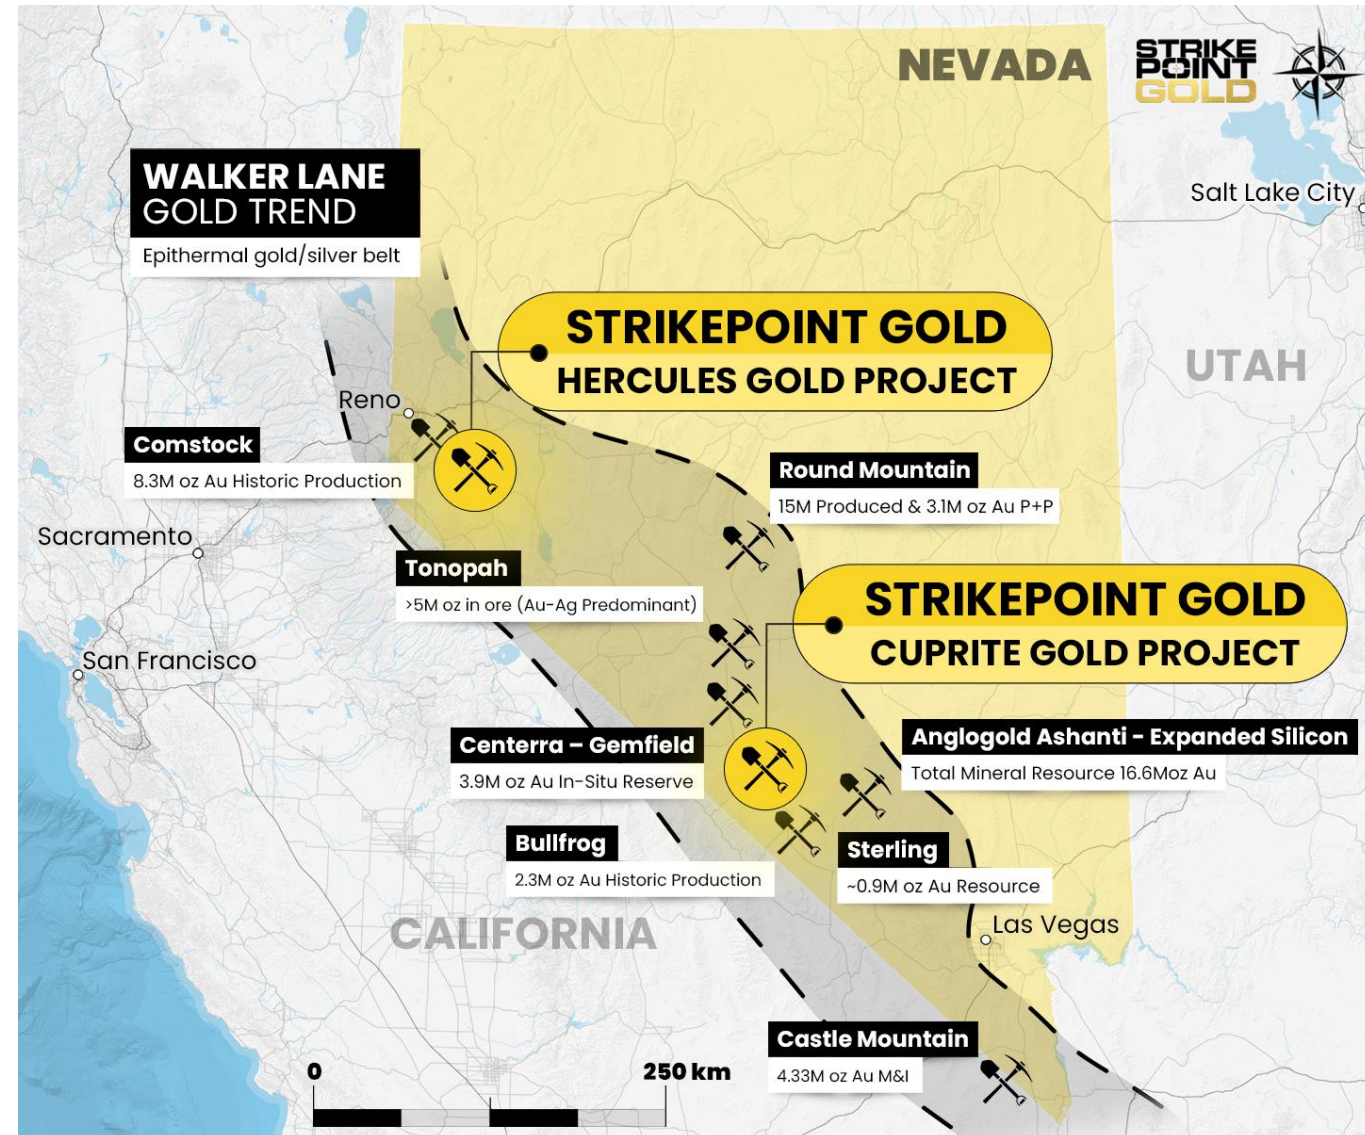 NEVADA
STRIKE
POINT
GOLD
Salt Lake City
WALKER LANE
GOLD TREND
Epithermal gold/silver belt
STRIKEPOINT GOLD
HERCULES GOLD PROJECT
UTAH
Reno
Comstock
8.3M oz Au Historic Production
Round Mountain
15M Produced & 3.1M oz Au P+P
Sacramento
Tonopah
>5M oz in ore (Au-Ag Predominant)
STRIKEPOINT GOLD
CUPRITE GOLD PROJECT
San Francisco
Centerra – Gemfield
3.9M oz Au In-Situ Reserve
Anglogold Ashanti - Expanded Silicon
Total Mineral Resource 16.6Moz Au
Bullfrog
2.3M oz Au Historic Production
Sterling
~0.9M oz Au Resource
CALIFORNIA
Las Vegas
Castle Mountain
4.33M oz Au M&I
0
250 km